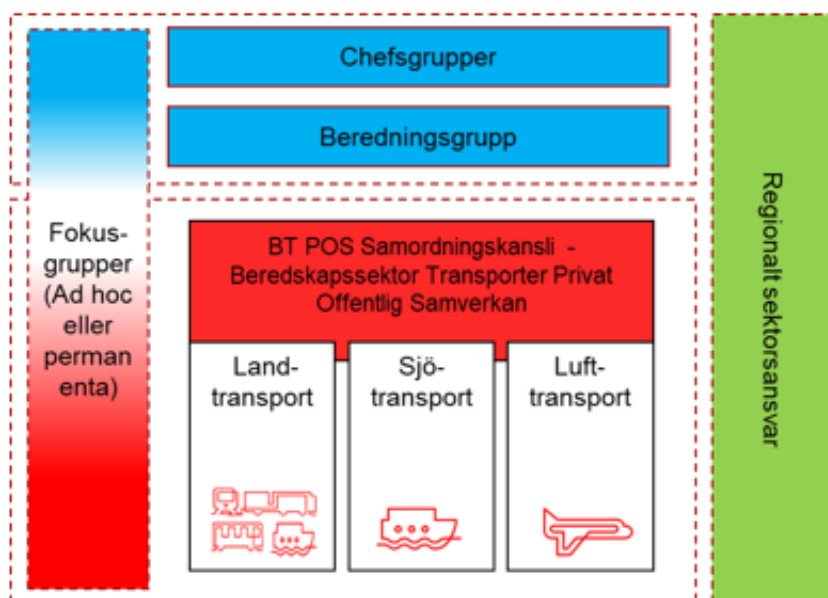 Chefsgrupper
Beredningsgrupp
Fokus-
grupper
(Ad hoc
eller
perman
enta)
BT POS Samordningskansli -
Beredskapssektor Transporter Privat
Offentlig Samverkan
Land-
transport
Sjö-
transport
Luft-
transport
Regionalt sektorsansvar